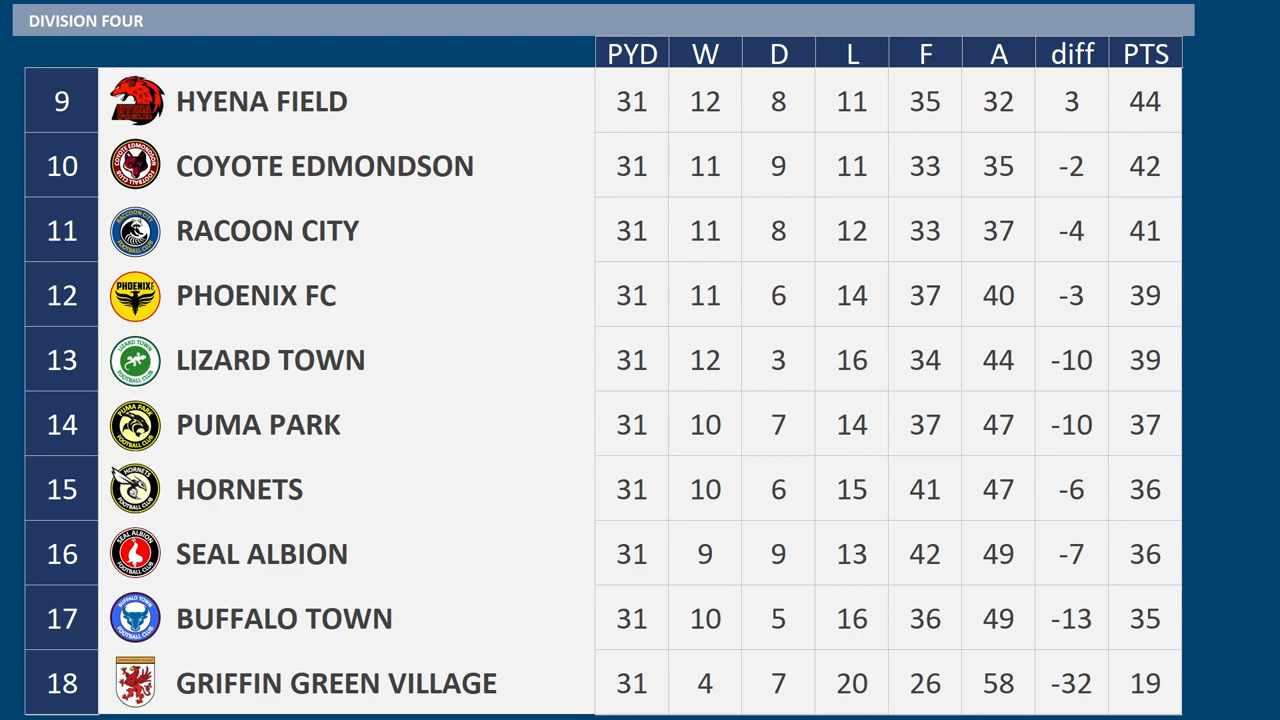 DIVISION FOUR
PYD W D L F A diff PTS
9 HYENA FIELD 31 12 8 11 35 32 3 44
10 COYOTE EDMONDSON 31 11 9 11 33 35 -2 42
11 RACOON CITY 31 11 8 12 33 37 -4 41
12 PHOENIX FC 31 11 6 14 37 40 -3 39
13 LIZARD TOWN 31 12 3 16 34 44 -10 39
14 PUMA PARK 31 10 7 14 37 47 -10 37
15 HORNETS 31 10 6 15 41 47 -6 36
16 SEAL ALBION 31 9 9 13 42 49 -7 36
17 BUFFALO TOWN 31 10 5 16 36 49 -13 35
18 GRIFFIN GREEN VILLAGE 31 4 7 20 26 58 -32 19